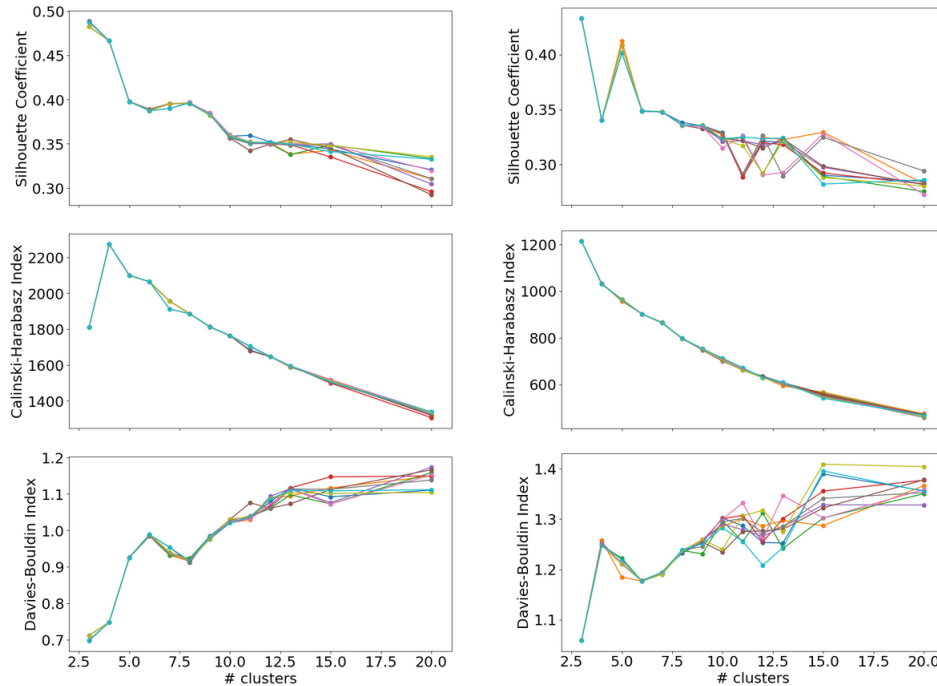 Silhouette Coefficient
0.50
0.45
0.40
0.35
0.30
Calinski-Harabasz Index
2200
2000
1800
1600
1400
Davies-Bouldin Index
1.2
1.1
1.0
0.9
0.8
0.7
2.5 5.0 7.5 10.0 12.5 15.0 17.5 20.0
# clusters
Silhouette Coefficient
0.40
0.35
0.30
Calinski-Harabasz Index
1200
1000
800
600
Davies-Bouldin Index
1.4
1.3
1.2
1.1
2.5 5.0 7.5 10.0 12.5 15.0 17.5 20.0
# clusters